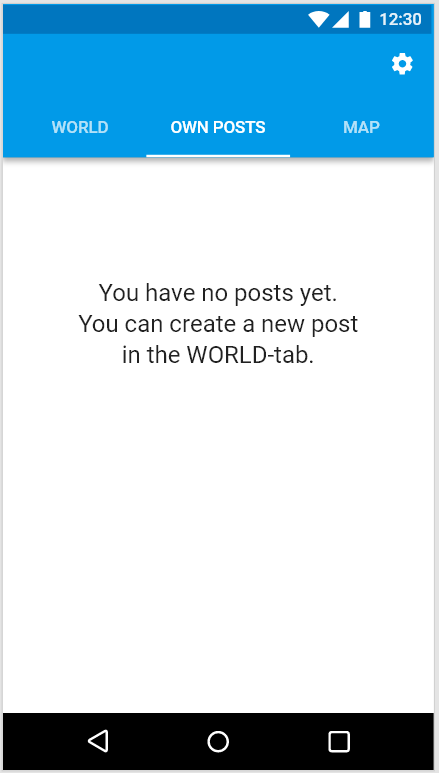 12:30
WORLD OWN POSTS MAP
You have no posts yet.
You can create a new post
in the WORLD-tab.